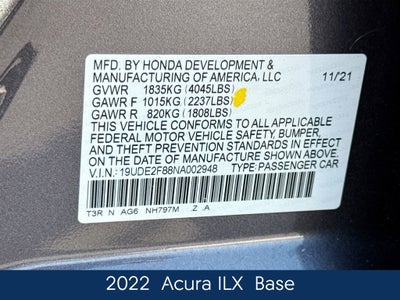 MFD. BY HONDA DEVELOPMENT &
MANUFACTURING OF AMERICA, LLC 11/21
GVWR 1835KG (4045LBS)
GAWR F 1015KG (2237LBS)
GAWR R 820KG (1808LBS)
THIS VEHICLE CONFORMS TO ALL APPLICABLE
FEDERAL MOTOR VEHICLE SAFETY, BUMPER,
AND THEFT PREVENTION STANDARDS IN EFFECT
ON THE DATE OF MANUFACTURE SHOWN ABOVE.
V.I.N.: 19UDE2F88NA002948 TYPE: PASSENGER CAR
T3R N AG6 NH797M .Z .A
2022 Acura ILX Base